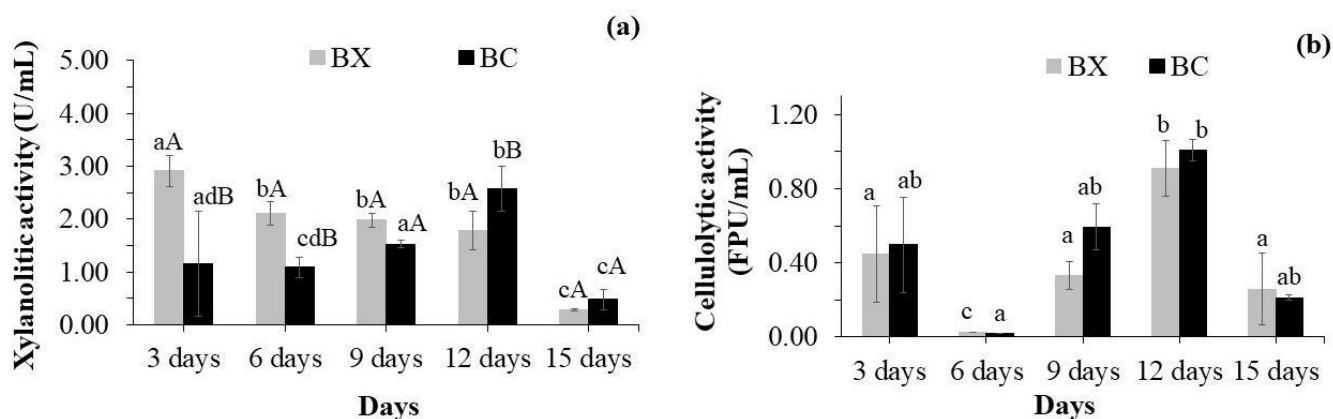 (a)
BX BC
Xylanolitic activity (U/mL)
5.00
4.00
3.00
2.00
1.00
0.00
aA
adB
bA
cdB
bA
aA
bA
bB
cA
cA
3 days 6 days 9 days 12 days 15 days
Days
(b)
BX BC
Cellulolytic activity
(FPU/mL)
1.20
0.80
0.40
0.00
a
ab
c
a
a
ab
b
b
a
ab
3 days 6 days 9 days 12 days 15 days
Days